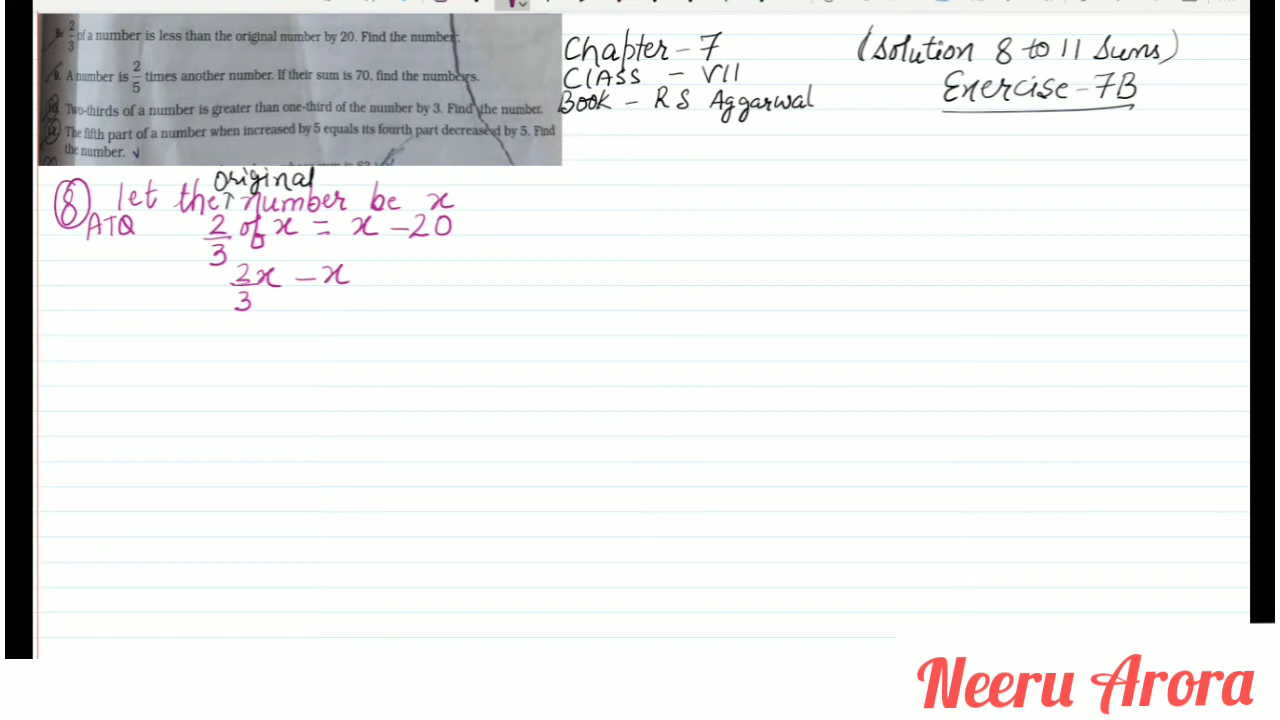 8. 2/3 of a number is less than the original number by 20. Find the number.
9. A number is 2/5 times another number. If their sum is 70, find the numbers.
10. Two-thirds of a number is greater than one-third of the number by 3. Find the number.
11. The fifth part of a number when increased by 5 equals its fourth part decreased by 5. Find
the number.
Chapter - 7
CLASS - VII
Book - R S Aggarwal
(Solution 8 to 11 Sums)
Exercise - 7B
original
8 let the number be x
ATQ 2/3 of x = x - 20
2x/3 - x
Neeru Arora